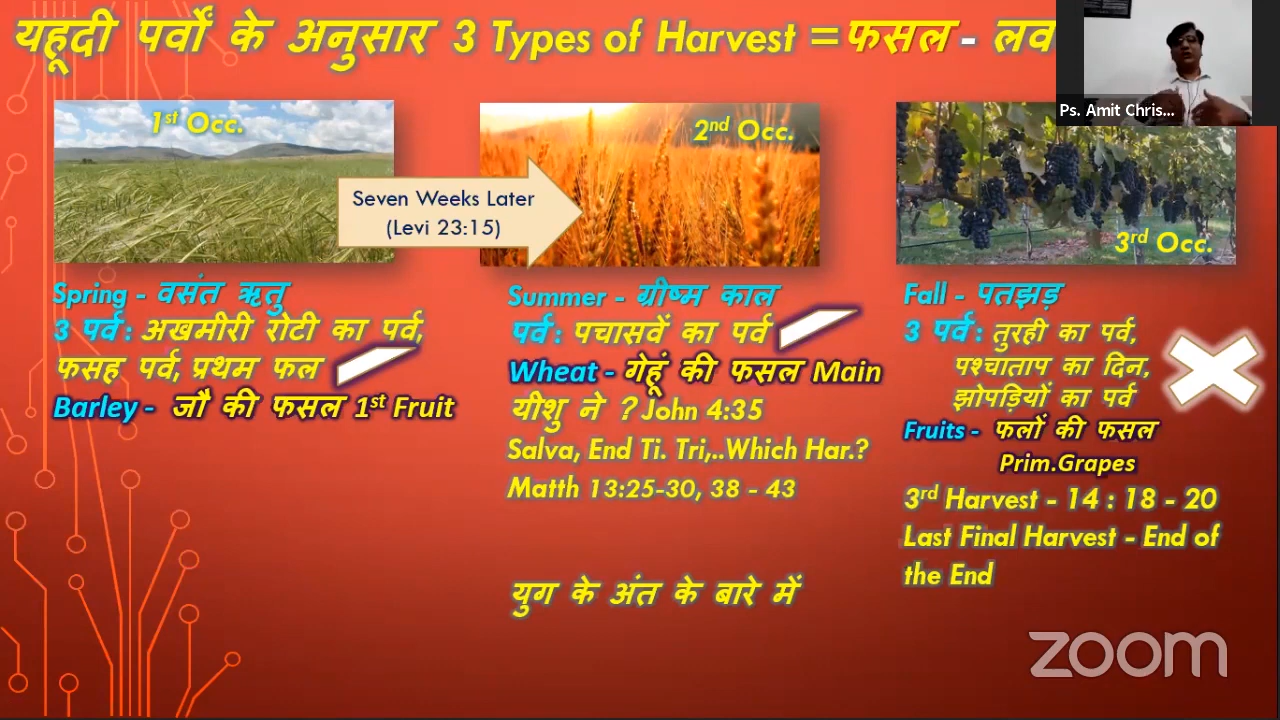 यहूदी पर्वों के अनुसार 3 Types of Harvest =फसल - लव
Ps. Amit Chris...
1st Occ.
Seven Weeks Later
(Levi 23:15)
2nd Occ.
3rd Occ.
Spring - वसंत ऋतु
3 पर्व : अखमीरी रोटी का पर्व,
फसह पर्व, प्रथम फल
Barley - जौ की फसल 1st Fruit
Summer - ग्रीष्म काल
पर्व : पचासवें का पर्व
Wheat - गेहूं की फसल Main
यीशु ने ? John 4:35
Salva, End Ti. Tri,..Which Har.?
Matth 13:25-30, 38 - 43
युग के अंत के बारे में
Fall - पतझड़
3 पर्व : तुरही का पर्व,
पश्चाताप का दिन,
झोपड़ियों का पर्व
Fruits - फलों की फसल
Prim.Grapes
3rd Harvest - 14 : 18 - 20
Last Final Harvest - End of
the End
zoom